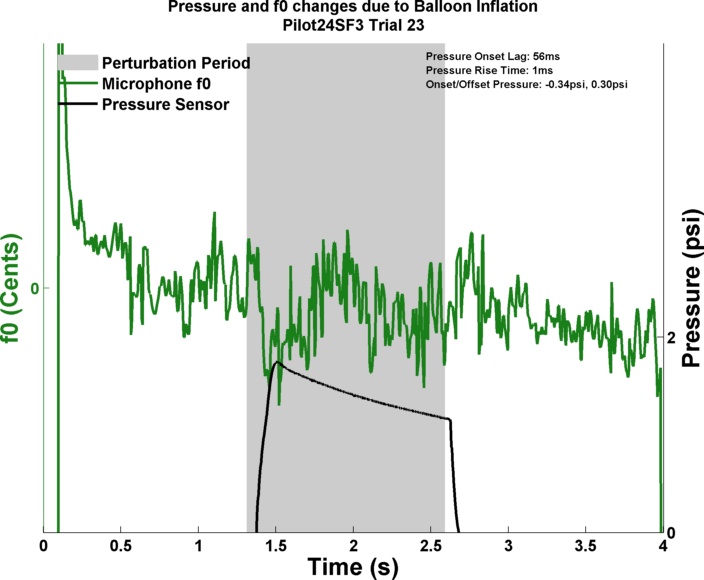 Pressure and f0 changes due to Balloon Inflation
Pilot24SF3 Trial 23
Perturbation Period
Microphone f0
Pressure Sensor
Pressure Onset Lag: 56ms
Pressure Rise Time: 1ms
Onset/Offset Pressure: -0.34psi, 0.30psi
f0 (Cents)
0
Pressure (psi)
2
0
0
0.5
1
1.5
2
2.5
3
3.5
4
Time (s)